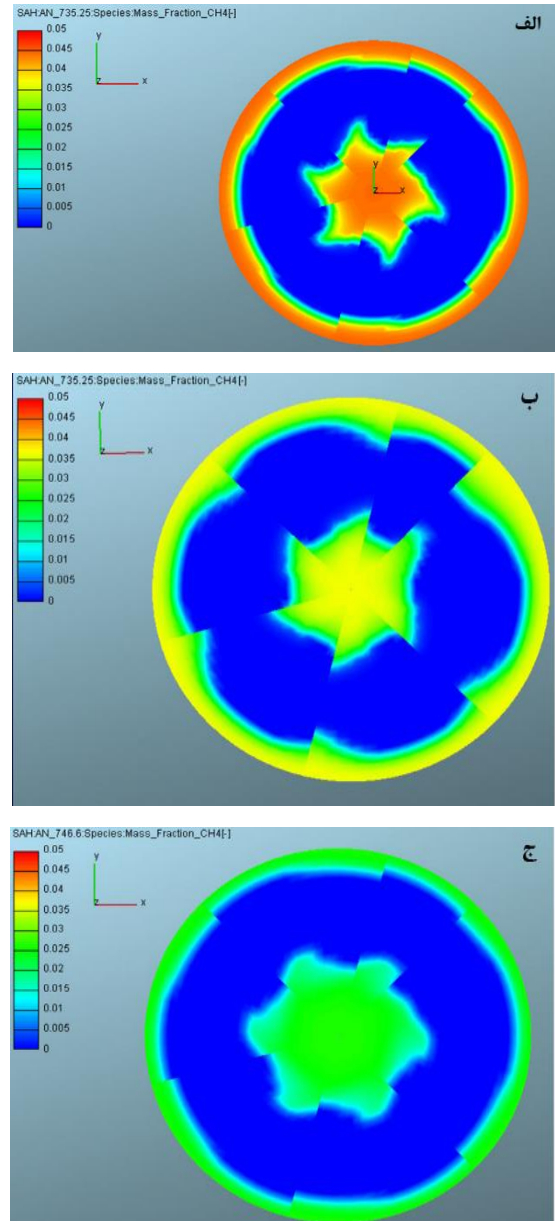 SAH:AN_735.25:Species:Mass_Fraction_CH4[-]
الف
0.05
0.045
0.04
0.035
0.03
0.025
0.02
0.015
0.01
0.005
0
y
z
x
y
z
x
SAH:AN_735.25:Species:Mass_Fraction_CH4[-]
ب
0.05
0.045
0.04
0.035
0.03
0.025
0.02
0.015
0.01
0.005
0
y
z
x
SAH:AN_746.6:Species:Mass_Fraction_CH4[-]
ج
0.05
0.045
0.04
0.035
0.03
0.025
0.02
0.015
0.01
0.005
0
y
z
x